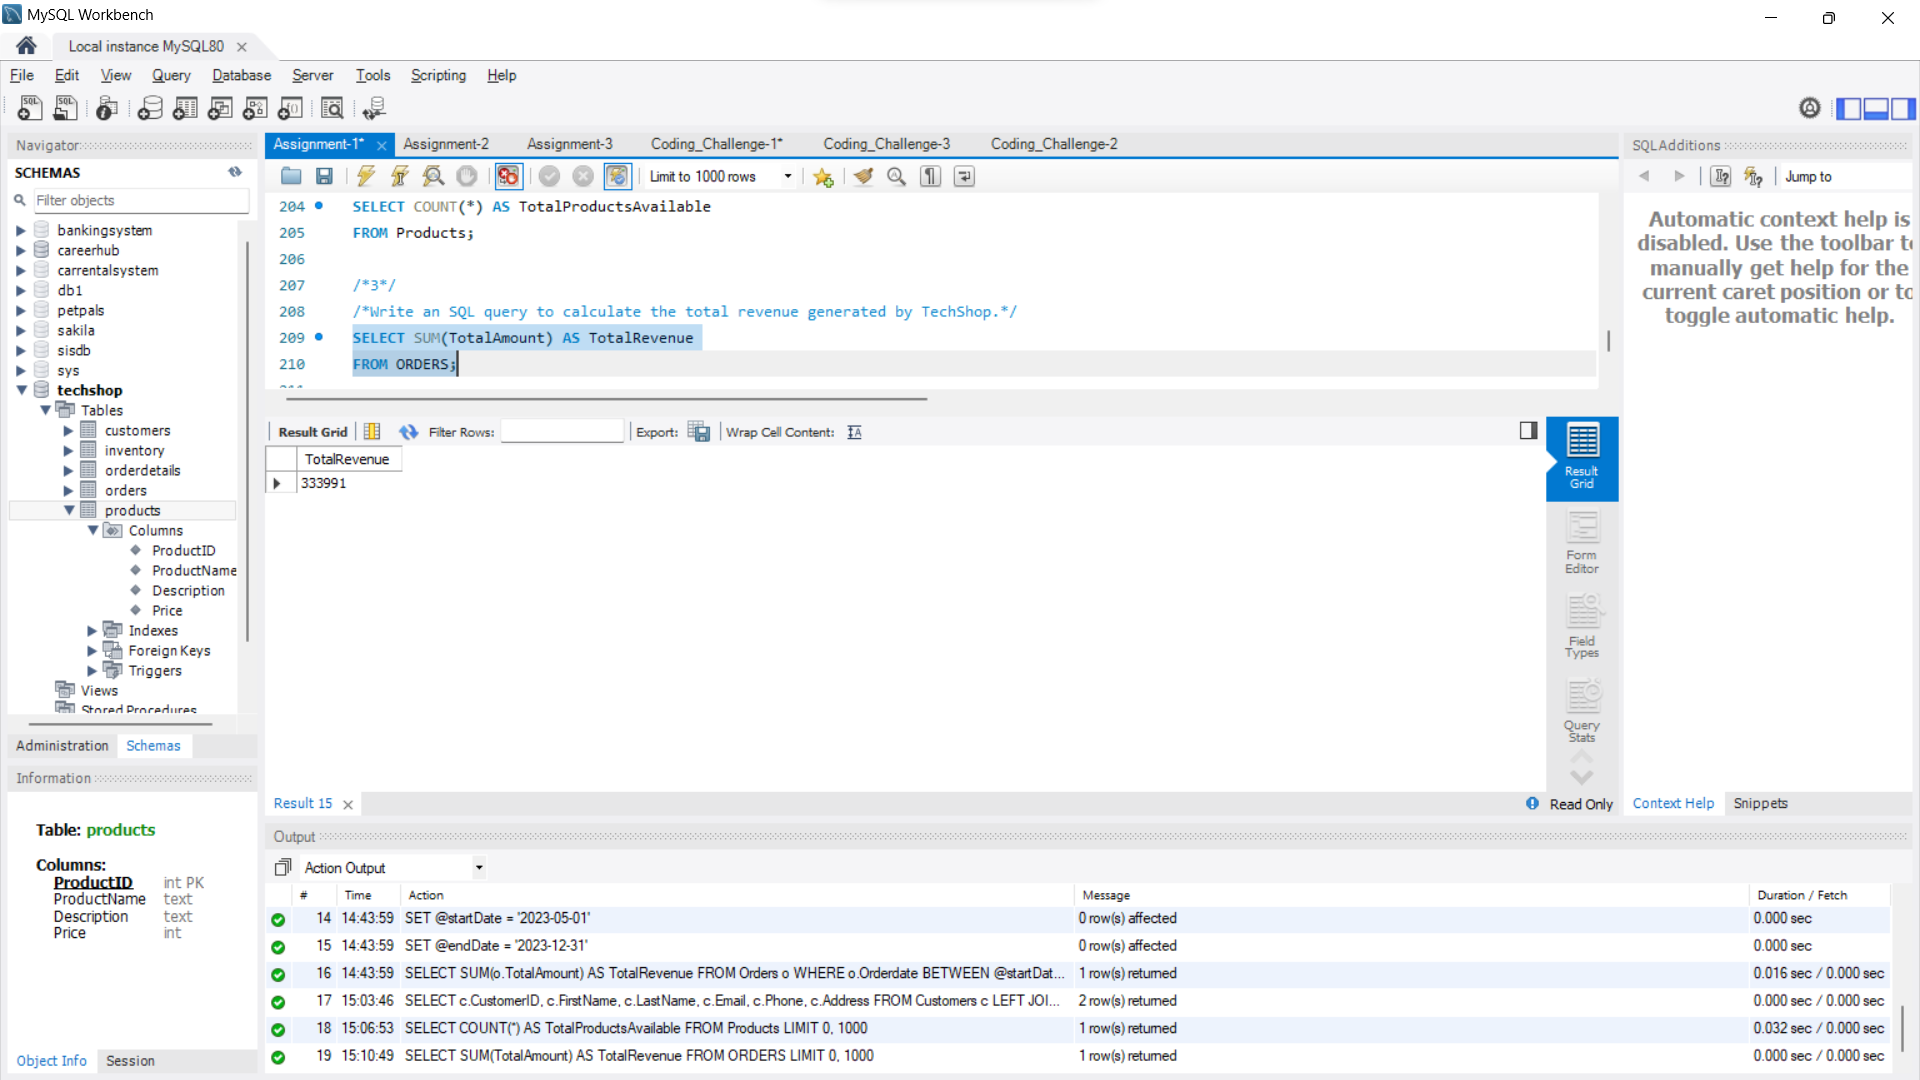 MySQL Workbench
Local instance MySQL80
File Edit View Query Database Server Tools Scripting Help
Navigator
SCHEMAS
Filter objects
bankingsystem
careerhub
carrentalsystem
db1
petpals
sakila
sisdb
sys
techshop
Tables
customers
inventory
orderdetails
orders
products
Columns
ProductID
ProductName
Description
Price
Indexes
Foreign Keys
Triggers
Views
Stored Procedures
Administration Schemas
Information
Table: products
Columns:
ProductID int PK
ProductName text
Description text
Price int
Object Info Session
Assignment-1* Assignment-2 Assignment-3 Coding_Challenge-1* Coding_Challenge-3 Coding_Challenge-2
Limit to 1000 rows
204 SELECT COUNT(*) AS TotalProductsAvailable
205 FROM Products;
206
207 /*3*/
208 /*Write an SQL query to calculate the total revenue generated by TechShop.*/
209 SELECT SUM(TotalAmount) AS TotalRevenue
210 FROM ORDERS;
Result Grid Filter Rows: Export: Wrap Cell Content:
TotalRevenue
333991
Result
Grid
Form
Editor
Field
Types
Query
Stats
Result 15 Read Only
SQLAdditions
Jump to
Automatic context help is
disabled. Use the toolbar to
manually get help for the
current caret position or to
toggle automatic help.
Context Help Snippets
Output
Action Output
# Time Action Message Duration / Fetch
14 14:43:59 SET @startDate = '2023-05-01' 0 row(s) affected 0.000 sec
15 14:43:59 SET @endDate = '2023-12-31' 0 row(s) affected 0.000 sec
16 14:43:59 SELECT SUM(o.TotalAmount) AS TotalRevenue FROM Orders o WHERE o.Orderdate BETWEEN @startDat... 1 row(s) returned 0.016 sec / 0.000 sec
17 15:03:46 SELECT c.CustomerID, c.FirstName, c.LastName, c.Email, c.Phone, c.Address FROM Customers c LEFT JOI... 2 row(s) returned 0.000 sec / 0.000 sec
18 15:06:53 SELECT COUNT(*) AS TotalProductsAvailable FROM Products LIMIT 0, 1000 1 row(s) returned 0.032 sec / 0.000 sec
19 15:10:49 SELECT SUM(TotalAmount) AS TotalRevenue FROM ORDERS LIMIT 0, 1000 1 row(s) returned 0.000 sec / 0.000 sec